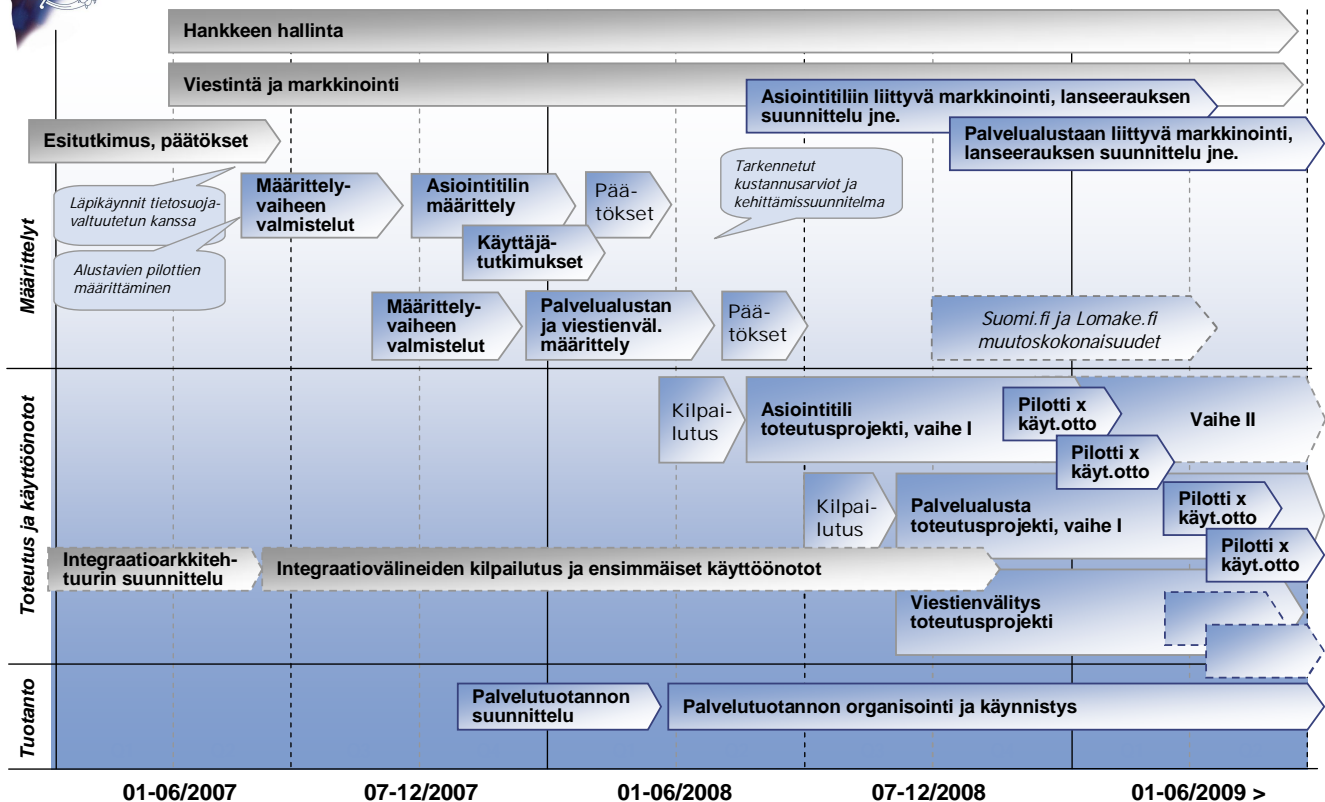 Hankkeen hallinta
Viestintä ja markkinointi
Asiointitiliin liittyvä markkinointi, lanseerauksen
suunnittelu jne.
Palvelualustaan liittyvä markkinointi,
lanseerauksen suunnittelu jne.
Esitutkimus, päätökset
Läpikäynnit tietosuoja-
valtuutetun kanssa
Alustavien pilottien
määrittäminen
Määrittely-
vaiheen
valmistelut
Asiointitilin
määrittely
Pää-
tökset
Käyttäjä-
tutkimukset
Tarkennetut
kustannusarviot ja
kehittämissuunnitelma
Määrittely-
vaiheen
valmistelut
Palvelualustan
ja viestienväl.
määrittely
Pää-
tökset
Suomi.fi ja Lomake.fi
muutoskokonaisuudet
Määrittelyt
Kilpai-
lutus
Asiointitili
toteutusprojekti, vaihe I
Pilotti x
käyt.otto
Vaihe II
Pilotti x
käyt.otto
Kilpai-
lutus
Palvelualusta
toteutusprojekti, vaihe I
Pilotti x
käyt.otto
Pilotti x
käyt.otto
Integraatioarkkiteh-
tuurin suunnittelu
Integraatiovälineiden kilpailutus ja ensimmäiset käyttöönotot
Viestienvälitys
toteutusprojekti
Toteutus ja käyttöönotot
Palvelutuotannon
suunnittelu
Palvelutuotannon organisointi ja käynnistys
Tuotanto
01-06/2007
07-12/2007
01-06/2008
07-12/2008
01-06/2009 >